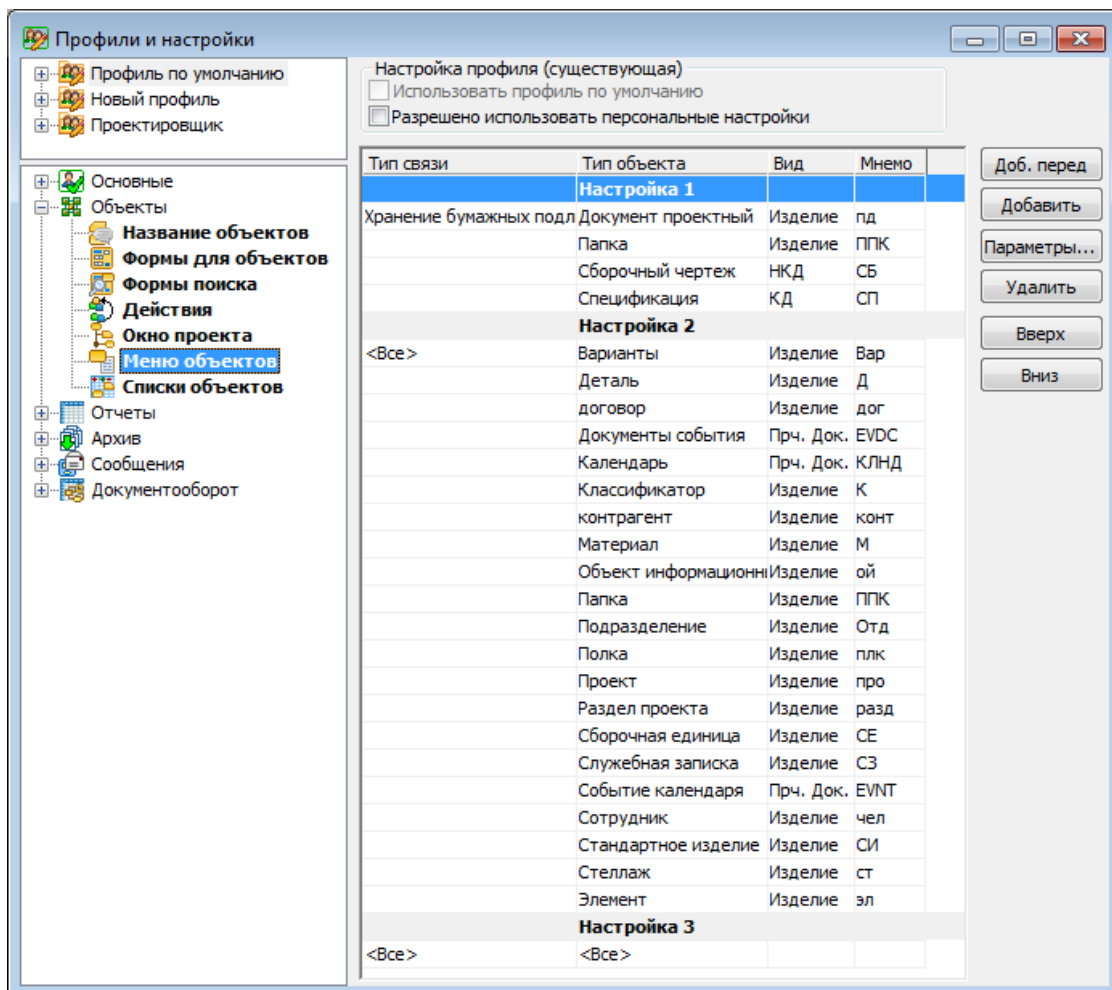 Профили и настройки
Профиль по умолчанию
Новый профиль
Проектировщик
Основные
Объекты
Название объектов
Формы для объектов
Формы поиска
Действия
Окно проекта
Меню объектов
Списки объектов
Отчеты
Архив
Сообщения
Документооборот
Настройка профиля (существующая)
Использовать профиль по умолчанию
Разрешено использовать персональные настройки
Тип связи Тип объекта Вид Мнемо
Настройка 1
Хранение бумажных подл Документ проектный Изделие пд
Папка Изделие ППК
Сборочный чертеж НКД СБ
Спецификация КД СП
Настройка 2
<Все> Варианты Изделие Вар
Деталь Изделие Д
договор Изделие дог
Документы события Прч. Док. EVDC
Календарь Прч. Док. КЛНД
Классификатор Изделие К
контрагент Изделие конт
Материал Изделие М
Объект информационн Изделие ой
Папка Изделие ППК
Подразделение Изделие Отд
Полка Изделие плк
Проект Изделие про
Раздел проекта Изделие разд
Сборочная единица Изделие СЕ
Служебная записка Изделие СЗ
Событие календаря Прч. Док. EVNT
Сотрудник Изделие чел
Стандартное изделие Изделие СИ
Стеллаж Изделие ст
Элемент Изделие эл
Настройка 3
<Все> <Все>
Доб. перед
Добавить
Параметры...
Удалить
Вверх
Вниз